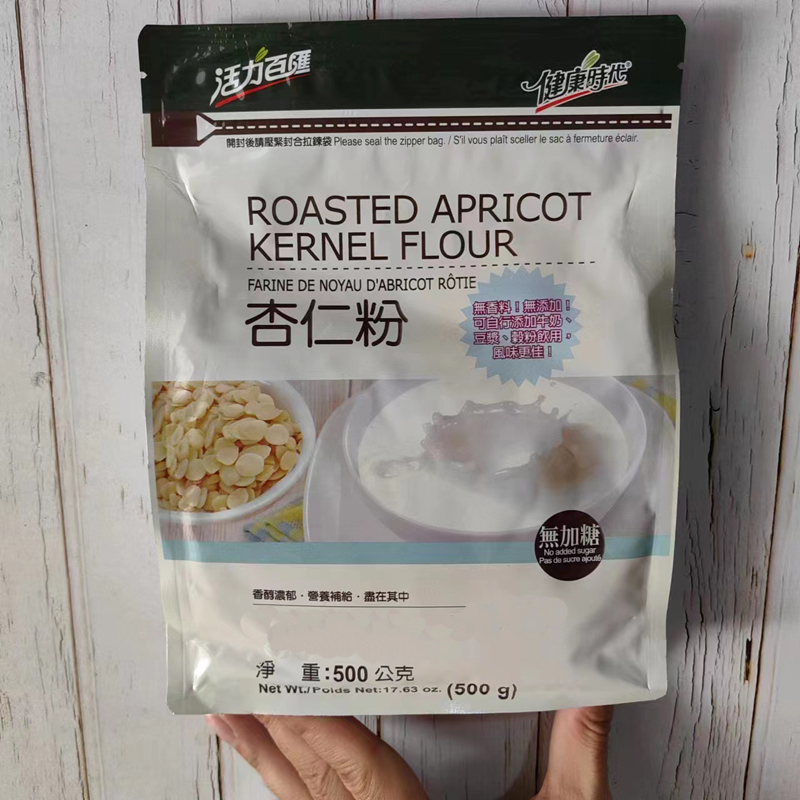 活力百匯
健康時代®
開封後請壓緊封合拉鍊袋 Please seal the zipper bag. / S'il vous plaît sceller le sac à fermeture éclair.
ROASTED APRICOT
KERNEL FLOUR
FARINE DE NOYAU D'ABRICOT RÔTIE
杏仁粉
無香料！無添加！
可自行添加牛奶、
豆漿、穀粉飲用，
風味更佳！
無加糖
No added sugar
Pas de sucre ajouté
香醇濃郁．營養補給．盡在其中
淨 重:500 公克
Net Wt./Poids Net:17.63 oz. (500 g)